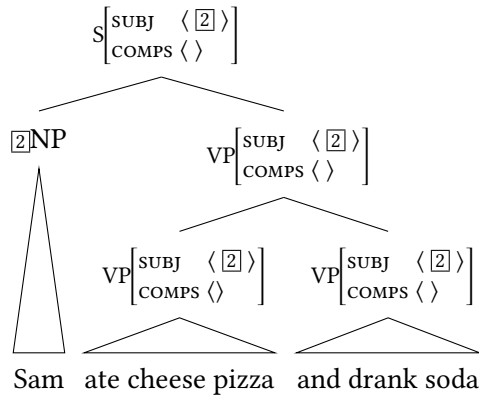 S[SUBJ ⟨ 2 ⟩
COMPS ⟨ ⟩]
2NP
VP[SUBJ ⟨ 2 ⟩
COMPS ⟨ ⟩]
VP[SUBJ ⟨ 2 ⟩
COMPS ⟨⟩]
VP[SUBJ ⟨ 2 ⟩
COMPS ⟨ ⟩]
Sam ate cheese pizza and drank soda